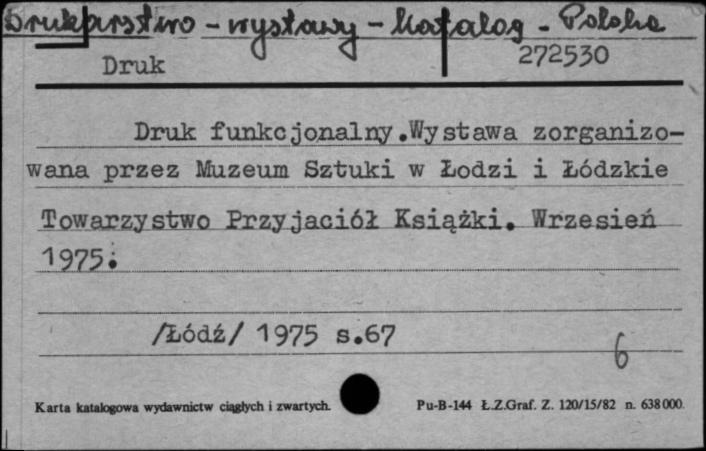 Drukarstwo - wystawy - katalog - Polska
Druk
272530
Druk funkcjonalny.Wystawa zorganizo-
wana przez Muzeum Sztuki w Łodzi i Łódzkie
Towarzystwo Przyjaciół Książki. Wrzesień
1975.
/Łódź/ 1975 s.67
6
Karta katalogowa wydawnictw ciągłych i zwartych.
Pu-B-144 Ł.Z.Graf. Z. 120/15/82 n. 638000.